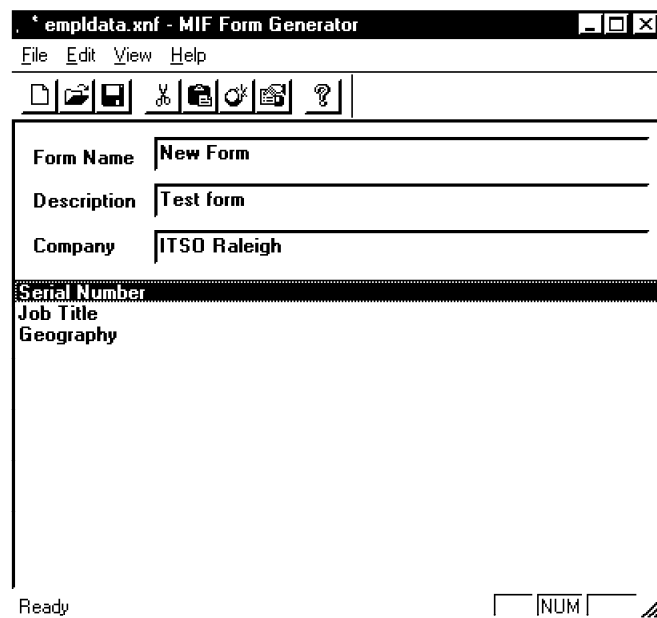 * empldata.xnf - MIF Form Generator
File Edit View Help
Form Name New Form
Description Test form
Company ITSO Raleigh
Serial Number
Job Title
Geography
Ready NUM